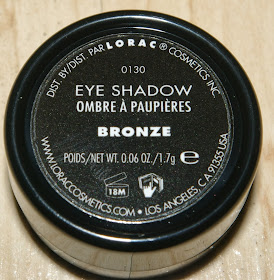 DIST. BY/DIST. PAR LORAC® COSMETICS INC.
0130
EYE SHADOW
OMBRE À PAUPIÈRES
BRONZE
POIDS/NET WT. 0.06 OZ./1.7g ℮
18M
WWW.LORACCOSMETICS.COM • LOS ANGELES, CA 91355 USA